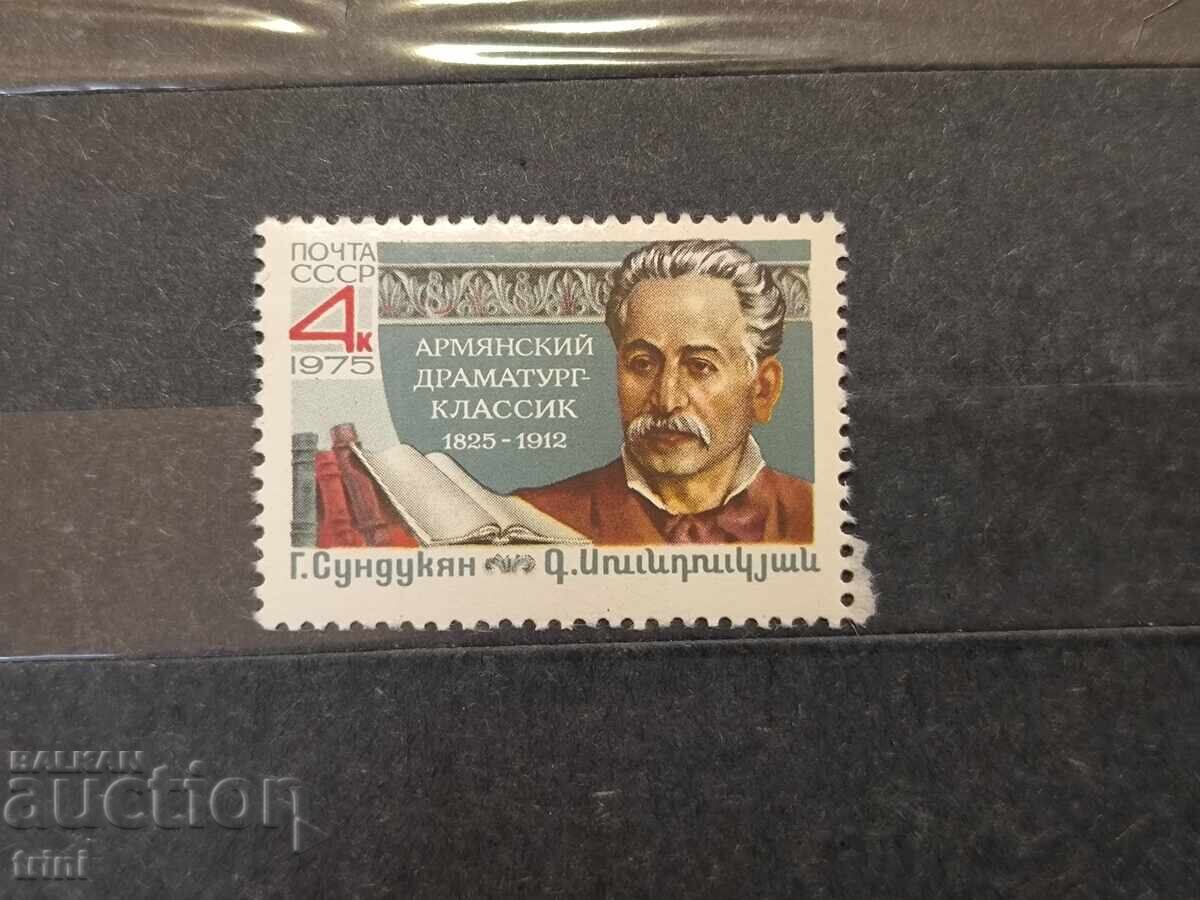 ПОЧТА
СССР
4к
1975
АРМЯНСКИЙ
ДРАМАТУРГ-
КЛАССИК
1825-1912
Г.Сундукян Գ.Սունդուկյան
BALKAN
auction
trini